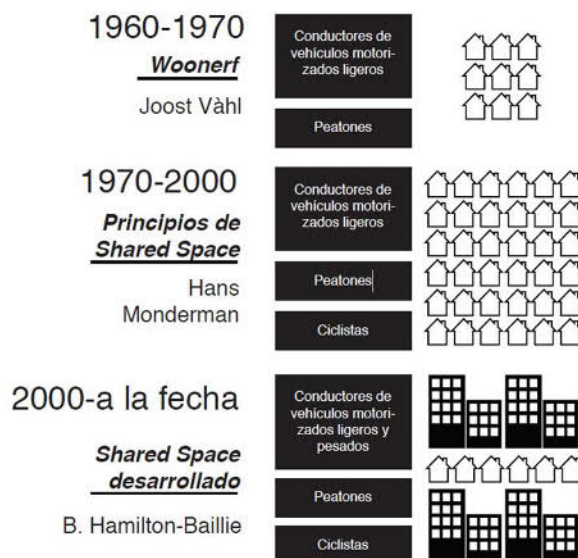 1960-1970
Woonerf
Joost Vàhl
Conductores de
vehículos motori-
zados ligeros
Peatones
1970-2000
Principios de
Shared Space
Hans
Monderman
Conductores de
vehículos motori-
zados ligeros
Peatones
Ciclistas
2000-a la fecha
Shared Space
desarrollado
B. Hamilton-Baillie
Conductores de
vehículos motori-
zados ligeros y
pesados
Peatones
Ciclistas